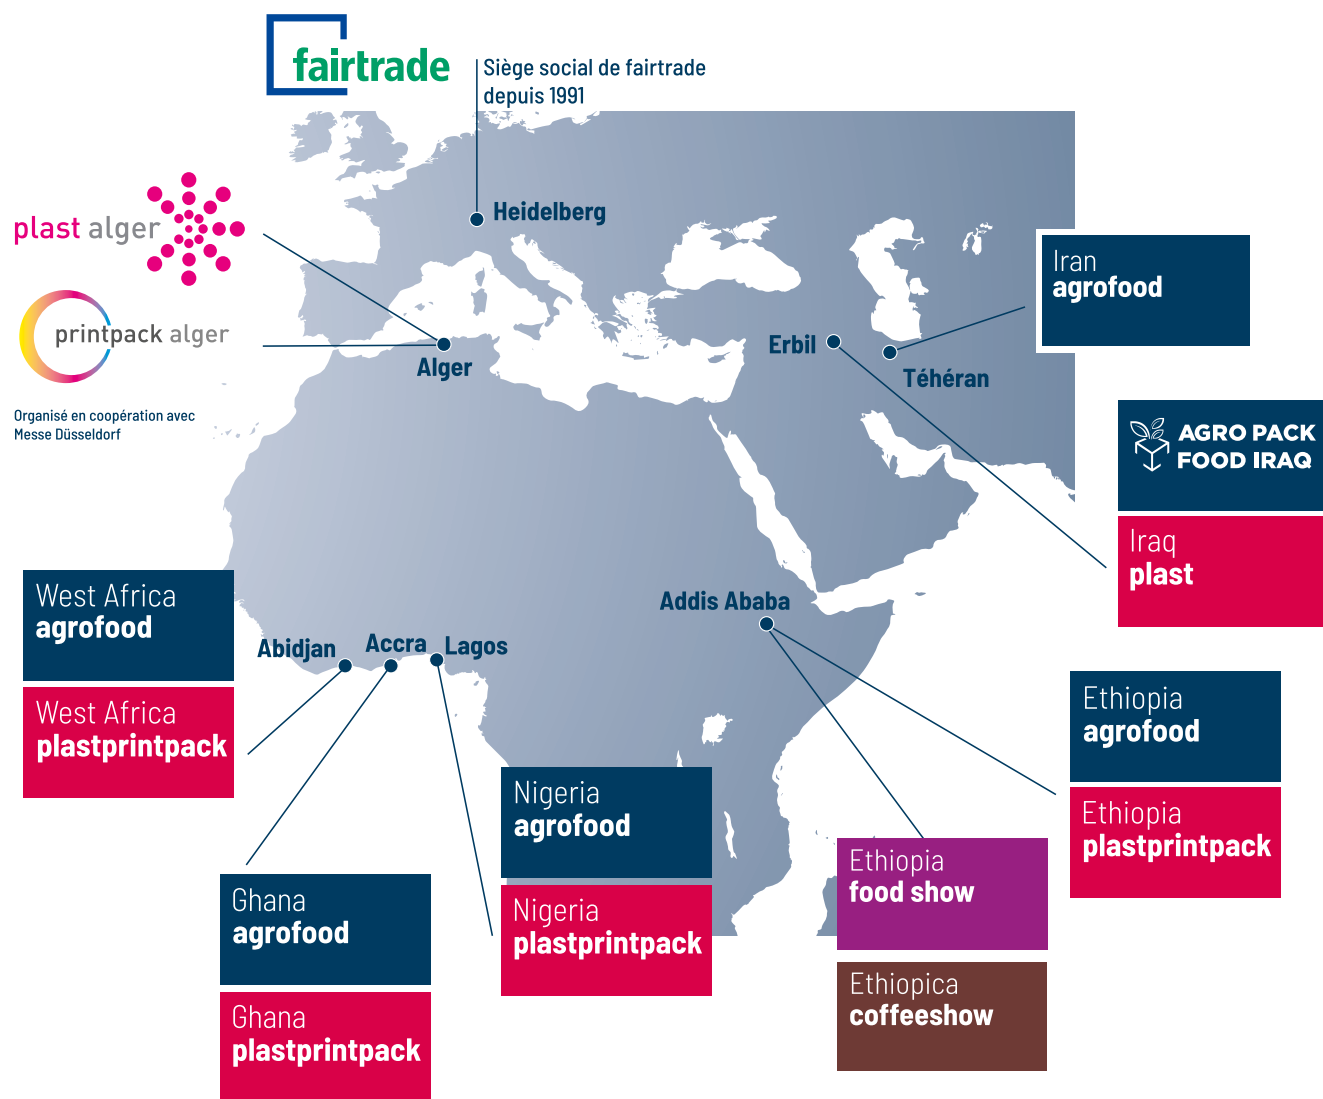 fairtrade
Siège social de fairtrade
depuis 1991
plast alger
printpack alger
Organisé en coopération avec
Messe Düsseldorf
Heidelberg
Alger
Erbil
Téhéran
Iran
agrofood
AGRO PACK
FOOD IRAQ
Iraq
plast
West Africa
agrofood
West Africa
plastprintpack
Abidjan
Accra
Lagos
Addis Ababa
Ethiopia
agrofood
Ethiopia
plastprintpack
Nigeria
agrofood
Nigeria
plastprintpack
Ethiopia
food show
Ethiopica
coffeeshow
Ghana
agrofood
Ghana
plastprintpack